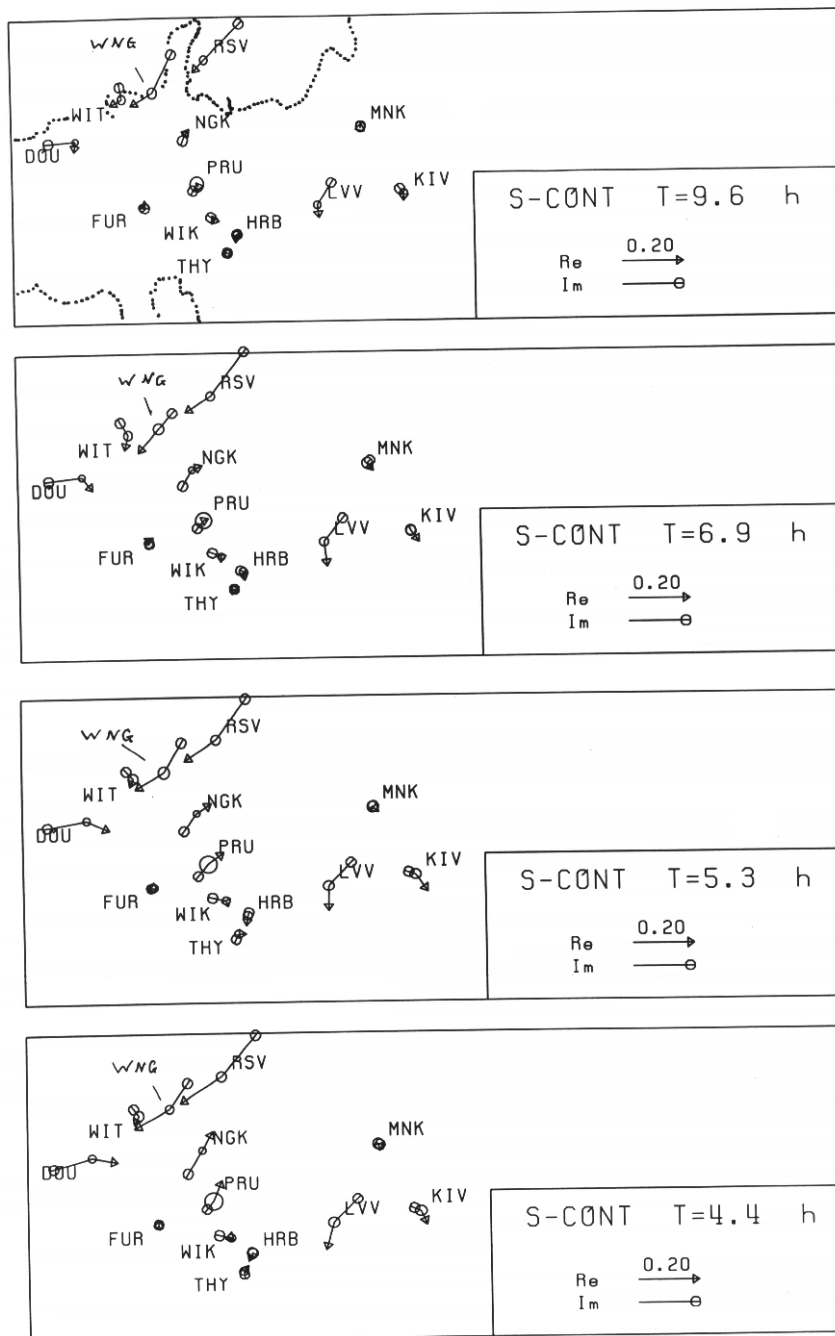 WNG
RSV
WIT
NGK
MNK
DOU
PRU
LVV
KIV
FUR
WIK
HRB
THY
S-CONT T=9.6 h
0.20
Re
Im
WNG
RSV
WIT
NGK
MNK
DOU
PRU
LVV
KIV
FUR
WIK
HRB
THY
S-CONT T=6.9 h
0.20
Re
Im
WNG
RSV
WIT
NGK
MNK
DOU
PRU
LVV
KIV
FUR
WIK
HRB
THY
S-CONT T=5.3 h
0.20
Re
Im
WNG
RSV
WIT
NGK
MNK
DOU
PRU
LVV
KIV
FUR
WIK
HRB
THY
S-CONT T=4.4 h
0.20
Re
Im